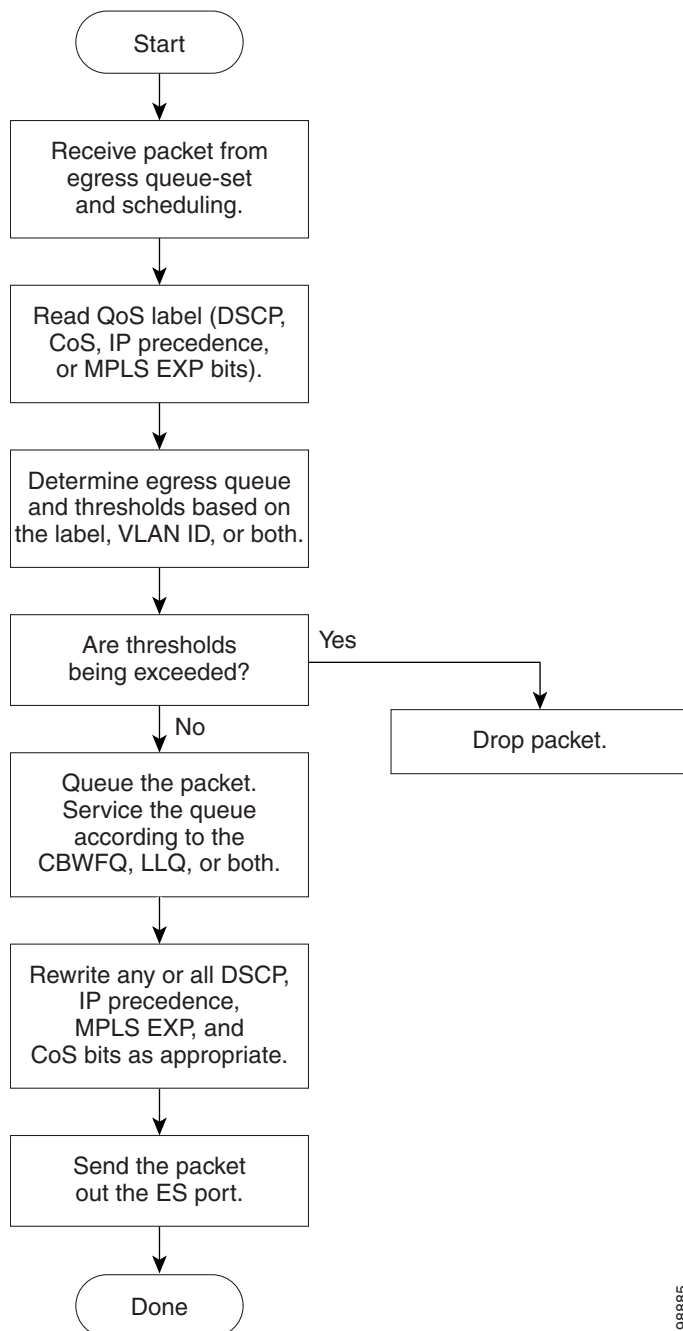 Start
Receive packet from
egress queue-set
and scheduling.
Read QoS label (DSCP,
CoS, IP precedence,
or MPLS EXP bits).
Determine egress queue
and thresholds based on
the label, VLAN ID, or both.
Are thresholds
being exceeded?
Yes
Drop packet.
No
Queue the packet.
Service the queue
according to the
CBWFQ, LLQ, or both.
Rewrite any or all DSCP,
IP precedence,
MPLS EXP, and
CoS bits as appropriate.
Send the packet
out the ES port.
Done
98885